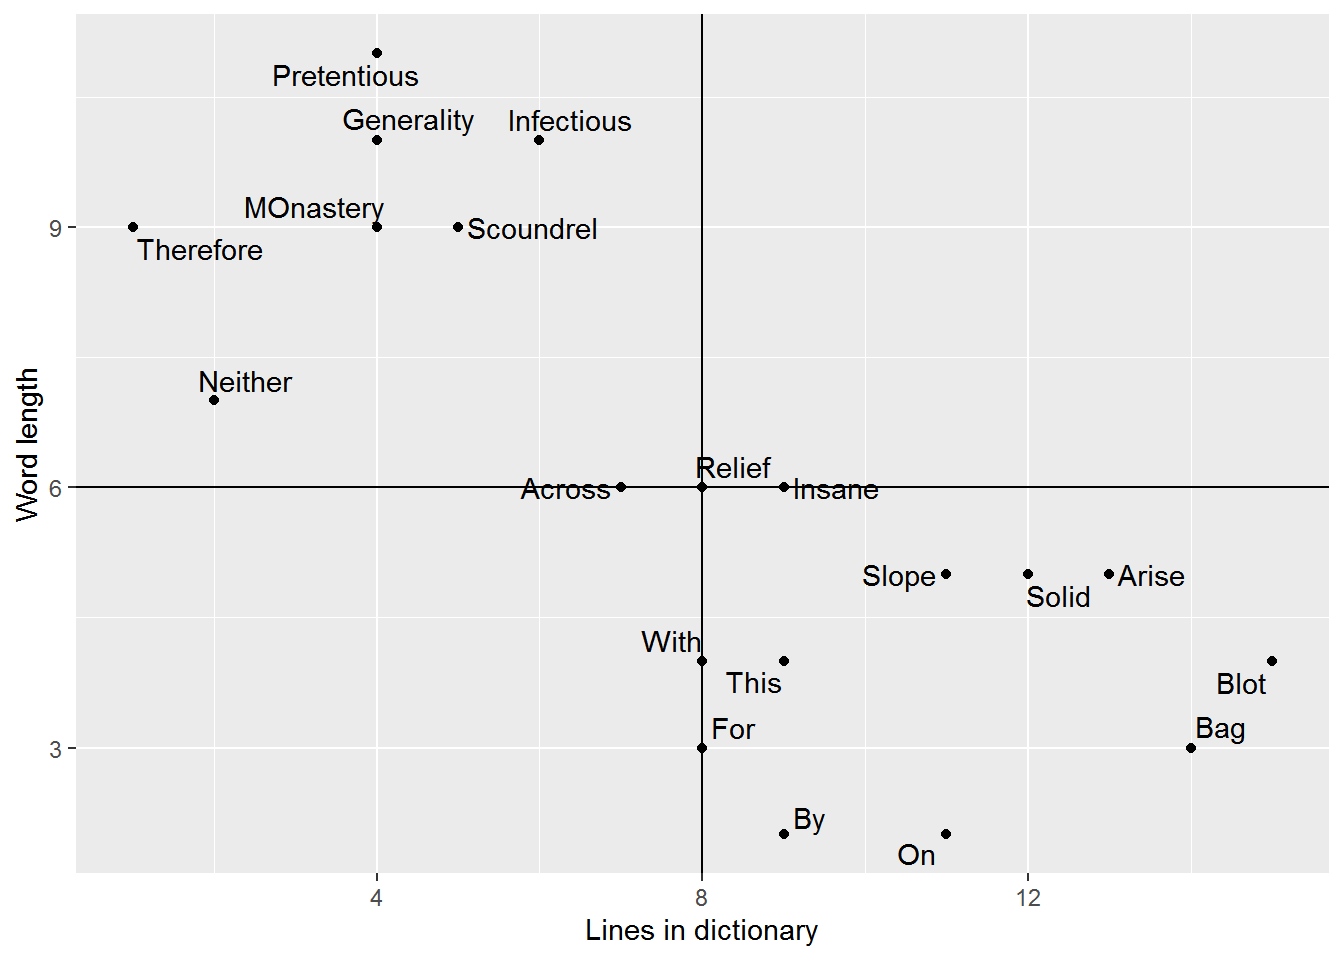 Pretentious
Generality
Infectious
MOnastery
9
Scoundrel
Therefore
Neither
Word length
Relief
6
Across
Insane
Slope
Arise
Solid
With
This
Blot
For
Bag
3
By
On
4
8
12
Lines in dictionary